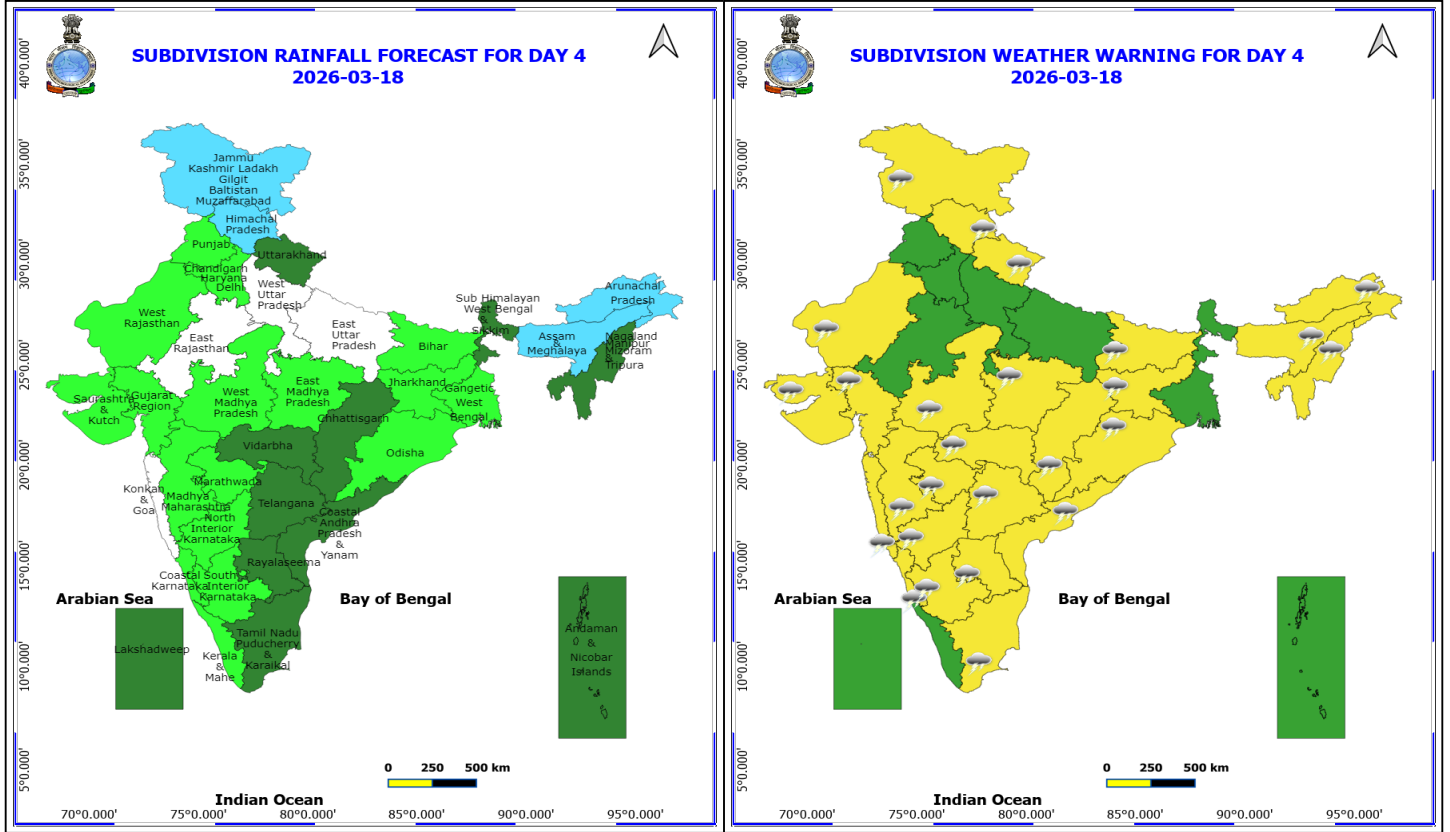 SUBDIVISION RAINFALL FORECAST FOR DAY 4
2026-03-18
40°0.000'
35°0.000'
30°0.000'
25°0.000'
20°0.000'
15°0.000'
10°0.000'
5°0.000'
Jammu
Kashmir Ladakh
Gilgit
Baltistan
Muzaffarabad
Himachal
Pradesh
Punjab
Uttarakhand
Chandigarh
Haryana
Delhi
West
Uttar
Pradesh
Arunachal
Pradesh
Sub Himalayan
West Bengal
&
Sikkim
West
Rajasthan
East
Rajasthan
East
Uttar
Pradesh
Assam
&
Meghalaya
Nagaland
Manipur
Mizoram
&
Tripura
Bihar
Jharkhand
Gangetic
West
Bengal
Saurashtra
&
Kutch
Gujarat
Region
West
Madhya
Pradesh
East
Madhya
Pradesh
Chhattisgarh
Vidarbha
Odisha
Konkan
&
Goa
Marathwada
Madhya
Maharashtra
Telangana
North
Interior
Karnataka
Coastal
Andhra
Pradesh
&
Yanam
Rayalaseema
Coastal
Karnataka
South
Interior
Karnataka
Arabian Sea
Bay of Bengal
Lakshadweep
Kerala
&
Mahe
Tamil Nadu
Puducherry
&
Karaikal
Andaman
&
Nicobar
Islands
0 250 500 km
Indian Ocean
70°0.000' 75°0.000' 80°0.000' 85°0.000' 90°0.000' 95°0.000'
SUBDIVISION WEATHER WARNING FOR DAY 4
2026-03-18
40°0.000'
35°0.000'
30°0.000'
25°0.000'
20°0.000'
15°0.000'
10°0.000'
5°0.000'
Arabian Sea
Bay of Bengal
0 250 500 km
Indian Ocean
70°0.000' 75°0.000' 80°0.000' 85°0.000' 90°0.000' 95°0.000'